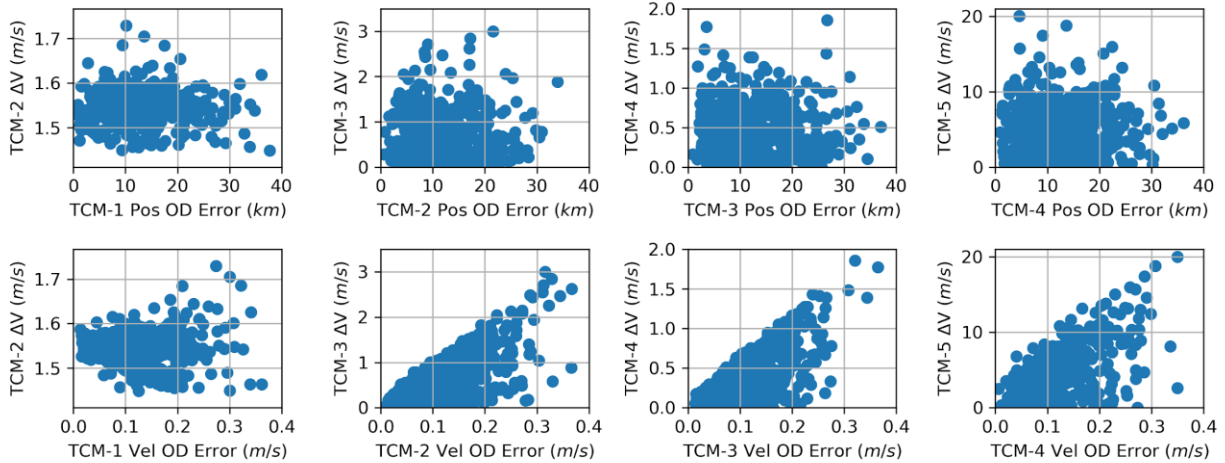 TCM-2 ΔV (m/s)
1.7
1.6
1.5
0 10 20 30 40
TCM-1 Pos OD Error (km)
TCM-3 ΔV (m/s)
3
2
1
0
0 10 20 30 40
TCM-2 Pos OD Error (km)
TCM-4 ΔV (m/s)
2.0
1.5
1.0
0.5
0.0
0 10 20 30 40
TCM-3 Pos OD Error (km)
TCM-5 ΔV (m/s)
20
10
0
0 10 20 30 40
TCM-4 Pos OD Error (km)
TCM-2 ΔV (m/s)
1.7
1.6
1.5
0.0 0.1 0.2 0.3 0.4
TCM-1 Vel OD Error (m/s)
TCM-3 ΔV (m/s)
3
2
1
0
0.0 0.1 0.2 0.3 0.4
TCM-2 Vel OD Error (m/s)
TCM-4 ΔV (m/s)
2.0
1.5
1.0
0.5
0.0
0.0 0.1 0.2 0.3 0.4
TCM-3 Vel OD Error (m/s)
TCM-5 ΔV (m/s)
20
10
0
0.0 0.1 0.2 0.3 0.4
TCM-4 Vel OD Error (m/s)